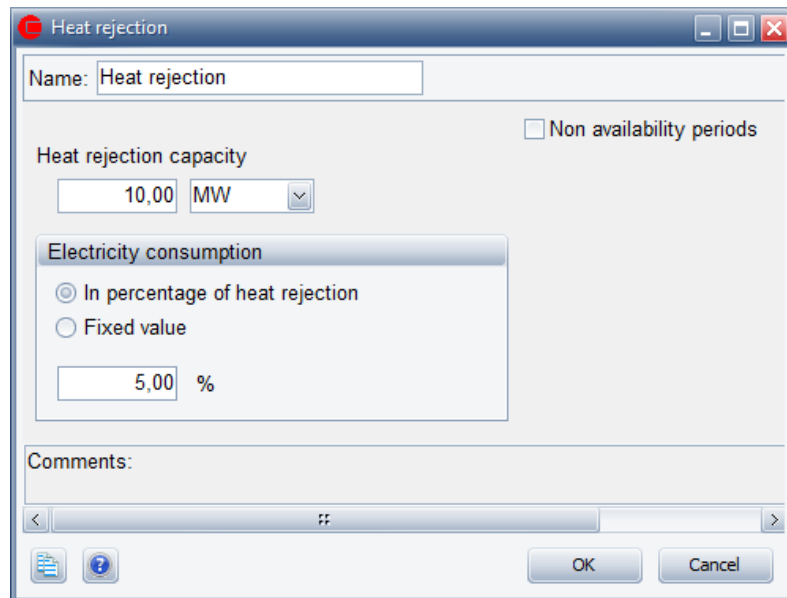 Heat rejection
Name: Heat rejection
Non availability periods
Heat rejection capacity
10,00 MW
Electricity consumption
In percentage of heat rejection
Fixed value
5,00 %
Comments:
OK Cancel